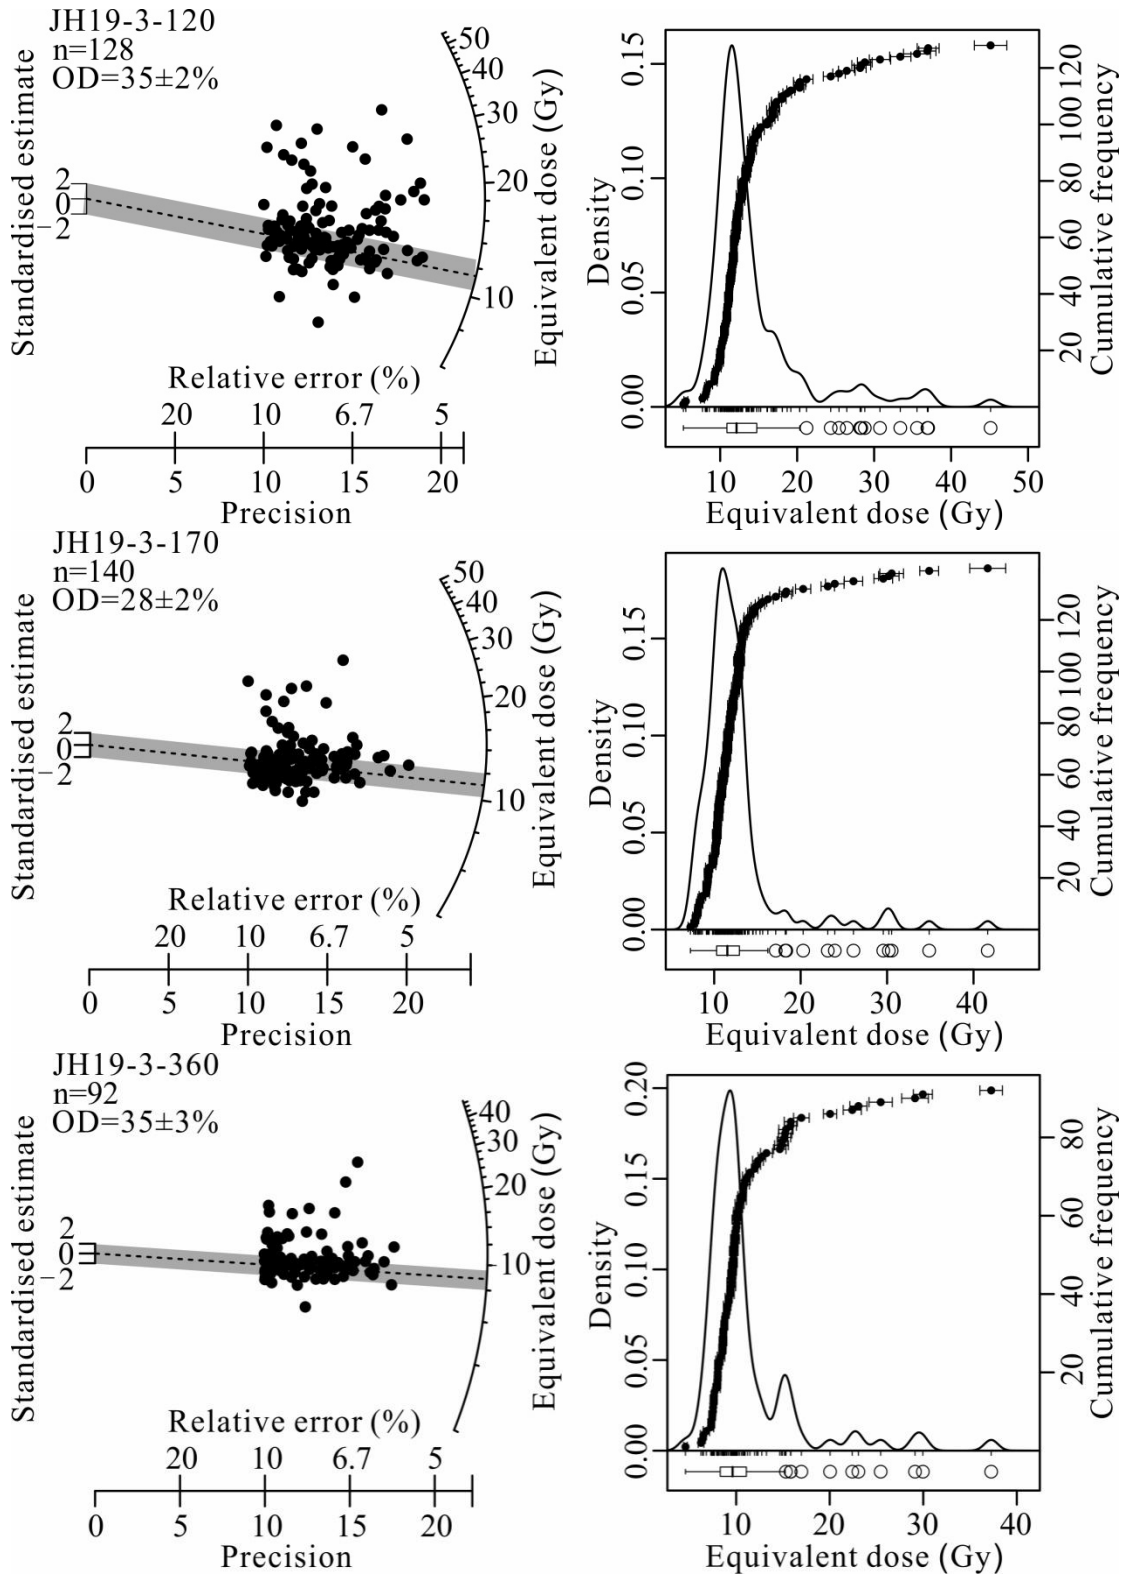 JH19-3-120
n=128
OD=35±2%
Standardised estimate
2
0
−2
50
40
30
20
10
Equivalent dose (Gy)
Relative error (%)
20 10 6.7 5
0 5 10 15 20
Precision
Density
0.00 0.05 0.10 0.15
Cumulative frequency
20 40 60 80 100 120
10 20 30 40 50
Equivalent dose (Gy)
JH19-3-170
n=140
OD=28±2%
Standardised estimate
2
0
−2
50
40
30
20
10
Equivalent dose (Gy)
Relative error (%)
20 10 6.7 5
0 5 10 15 20
Precision
Density
0.00 0.05 0.10 0.15
Cumulative frequency
20 40 60 80 100 120
10 20 30 40
Equivalent dose (Gy)
JH19-3-360
n=92
OD=35±3%
Standardised estimate
2
0
−2
40
30
20
10
Equivalent dose (Gy)
Relative error (%)
20 10 6.7 5
0 5 10 15 20
Precision
Density
0.00 0.05 0.10 0.15 0.20
Cumulative frequency
20 40 60 80
10 20 30 40
Equivalent dose (Gy)